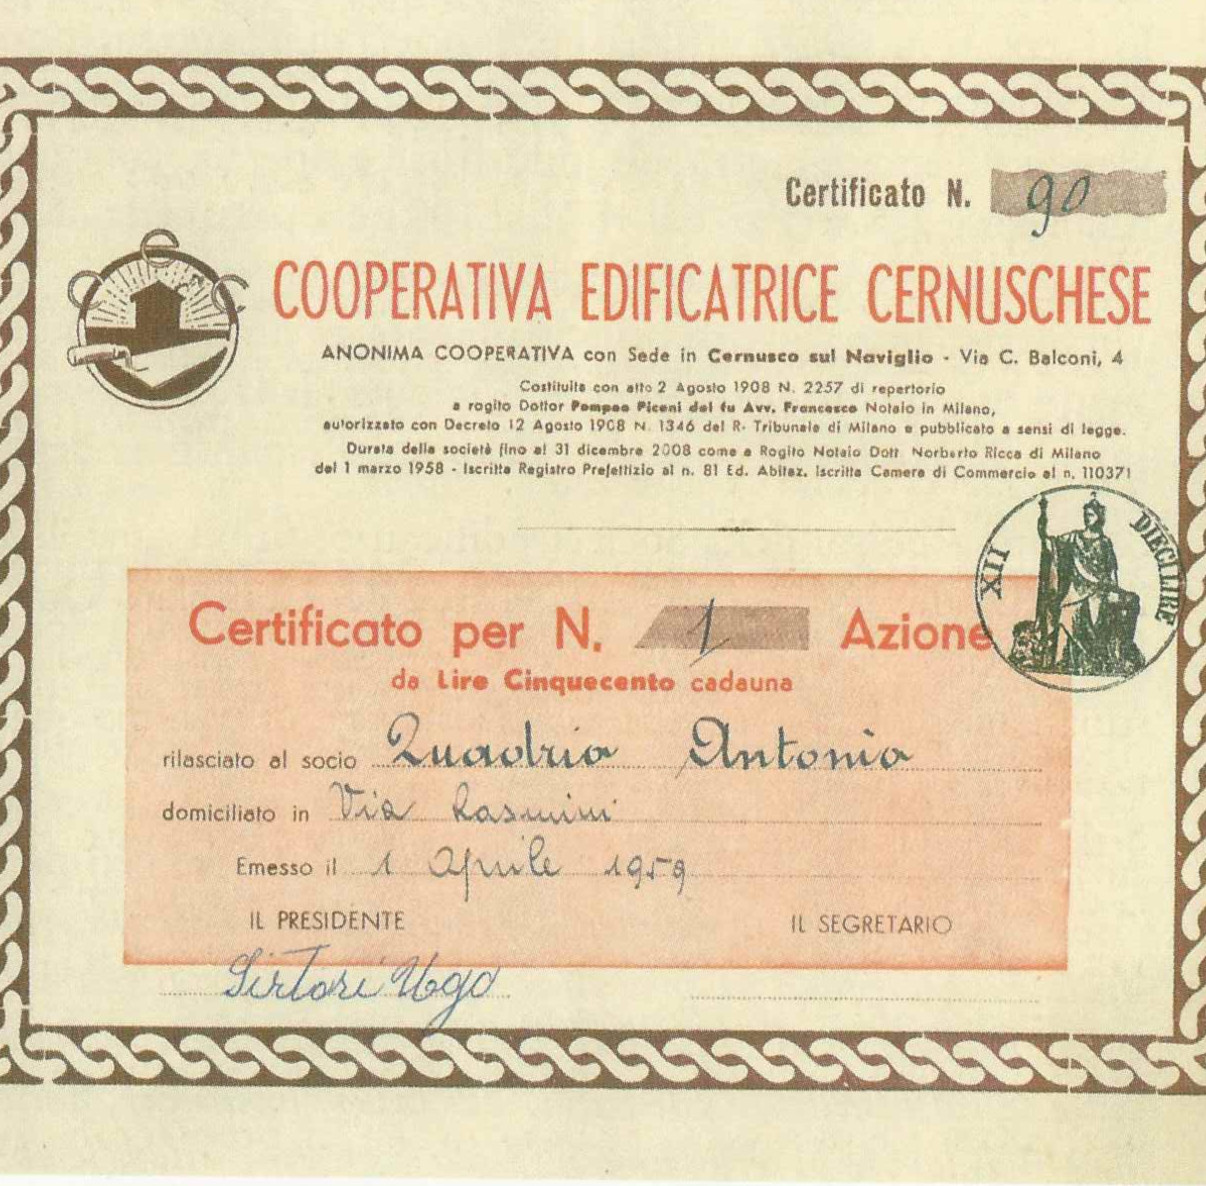 Certificato N. 90
C E C
COOPERATIVA EDIFICATRICE CERNUSCHESE
ANONIMA COOPERATIVA con Sede in Cernusco sul Naviglio - Via C. Balconi, 4
Costituita con atto 2 Agosto 1908 N. 2257 di repertorio
a rogito Dottor Pompeo Piceni del fu Avv. Francesco Notaio in Milano,
autorizzato con Decreto 12 Agosto 1908 N. 1346 del R. Tribunale di Milano e pubblicato a sensi di legge.
Durata della società fino al 31 dicembre 2008 come a Rogito Notaio Dott. Norberto Ricca di Milano
del 1 marzo 1958 - Iscritta Registro Prefettizio al n. 81 Ed. Abitaz. Iscritta Camera di Commercio al n. 110371
XII DIECI LIRE
Certificato per N. 1 Azione
da Lire Cinquecento cadauna
rilasciato al socio Quadrio Antonio
domiciliato in Via
Emesso il 1 Aprile 1959
IL PRESIDENTE IL SEGRETARIO
Sirtori Ugo